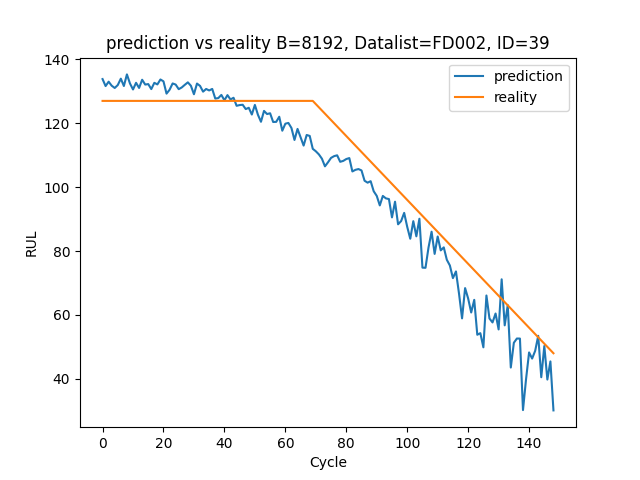 prediction vs reality B=8192, Datalist=FD002, ID=39
prediction
reality
RUL
140
120
100
80
60
40
0 20 40 60 80 100 120 140
Cycle